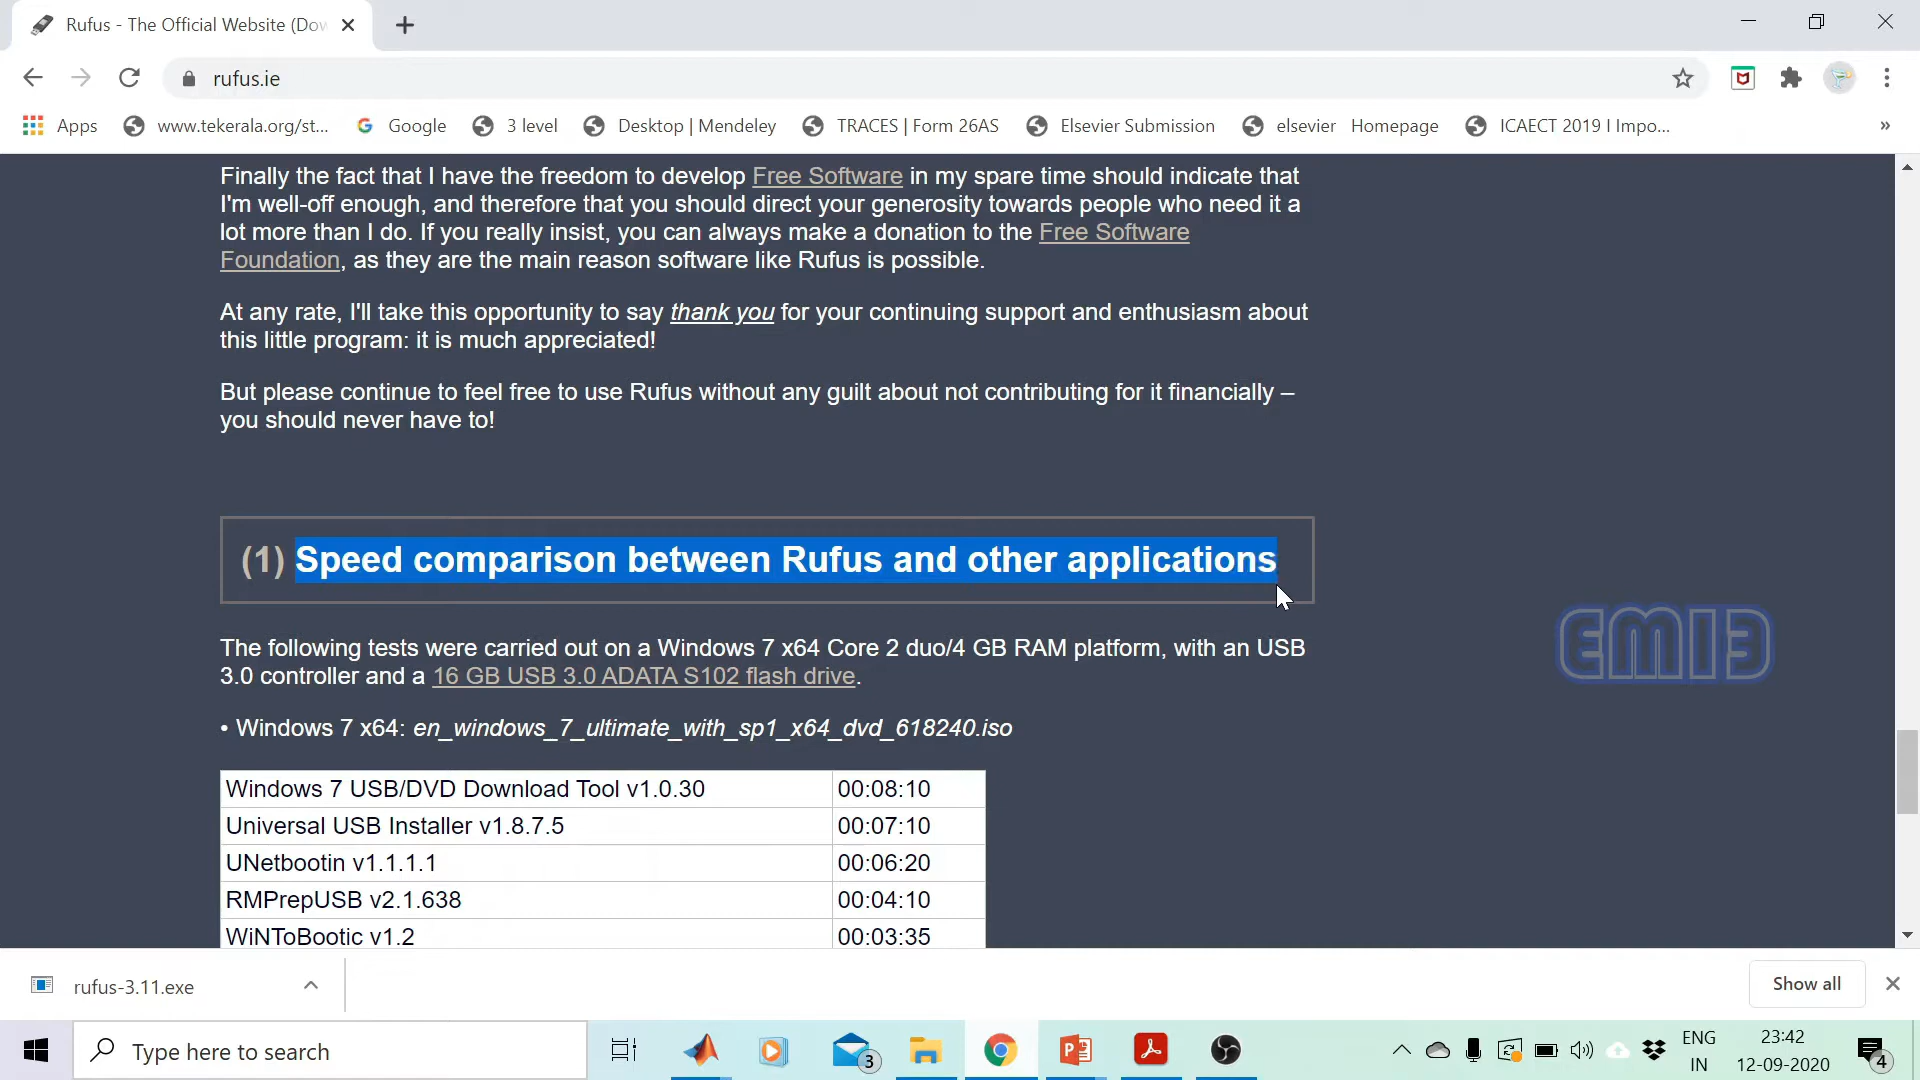 Rufus - The Official Website (Dow
rufus.ie
Apps www.tekerala.org/st... Google 3 level Desktop | Mendeley TRACES | Form 26AS Elsevier Submission elsevier Homepage ICAECT 2019 I Impo... »
Finally the fact that I have the freedom to develop Free Software in my spare time should indicate that
I'm well-off enough, and therefore that you should direct your generosity towards people who need it a
lot more than I do. If you really insist, you can always make a donation to the Free Software
Foundation, as they are the main reason software like Rufus is possible.
At any rate, I'll take this opportunity to say thank you for your continuing support and enthusiasm about
this little program: it is much appreciated!
But please continue to feel free to use Rufus without any guilt about not contributing for it financially –
you should never have to!
(1) Speed comparison between Rufus and other applications
EMI3
The following tests were carried out on a Windows 7 x64 Core 2 duo/4 GB RAM platform, with an USB
3.0 controller and a 16 GB USB 3.0 ADATA S102 flash drive.
• Windows 7 x64: en_windows_7_ultimate_with_sp1_x64_dvd_618240.iso
Windows 7 USB/DVD Download Tool v1.0.30 00:08:10
Universal USB Installer v1.8.7.5 00:07:10
UNetbootin v1.1.1.1 00:06:20
RMPrepUSB v2.1.638 00:04:10
WiNToBootic v1.2 00:03:35
rufus-3.11.exe Show all
Type here to search 3 ENG 23:42
IN 12-09-2020 4